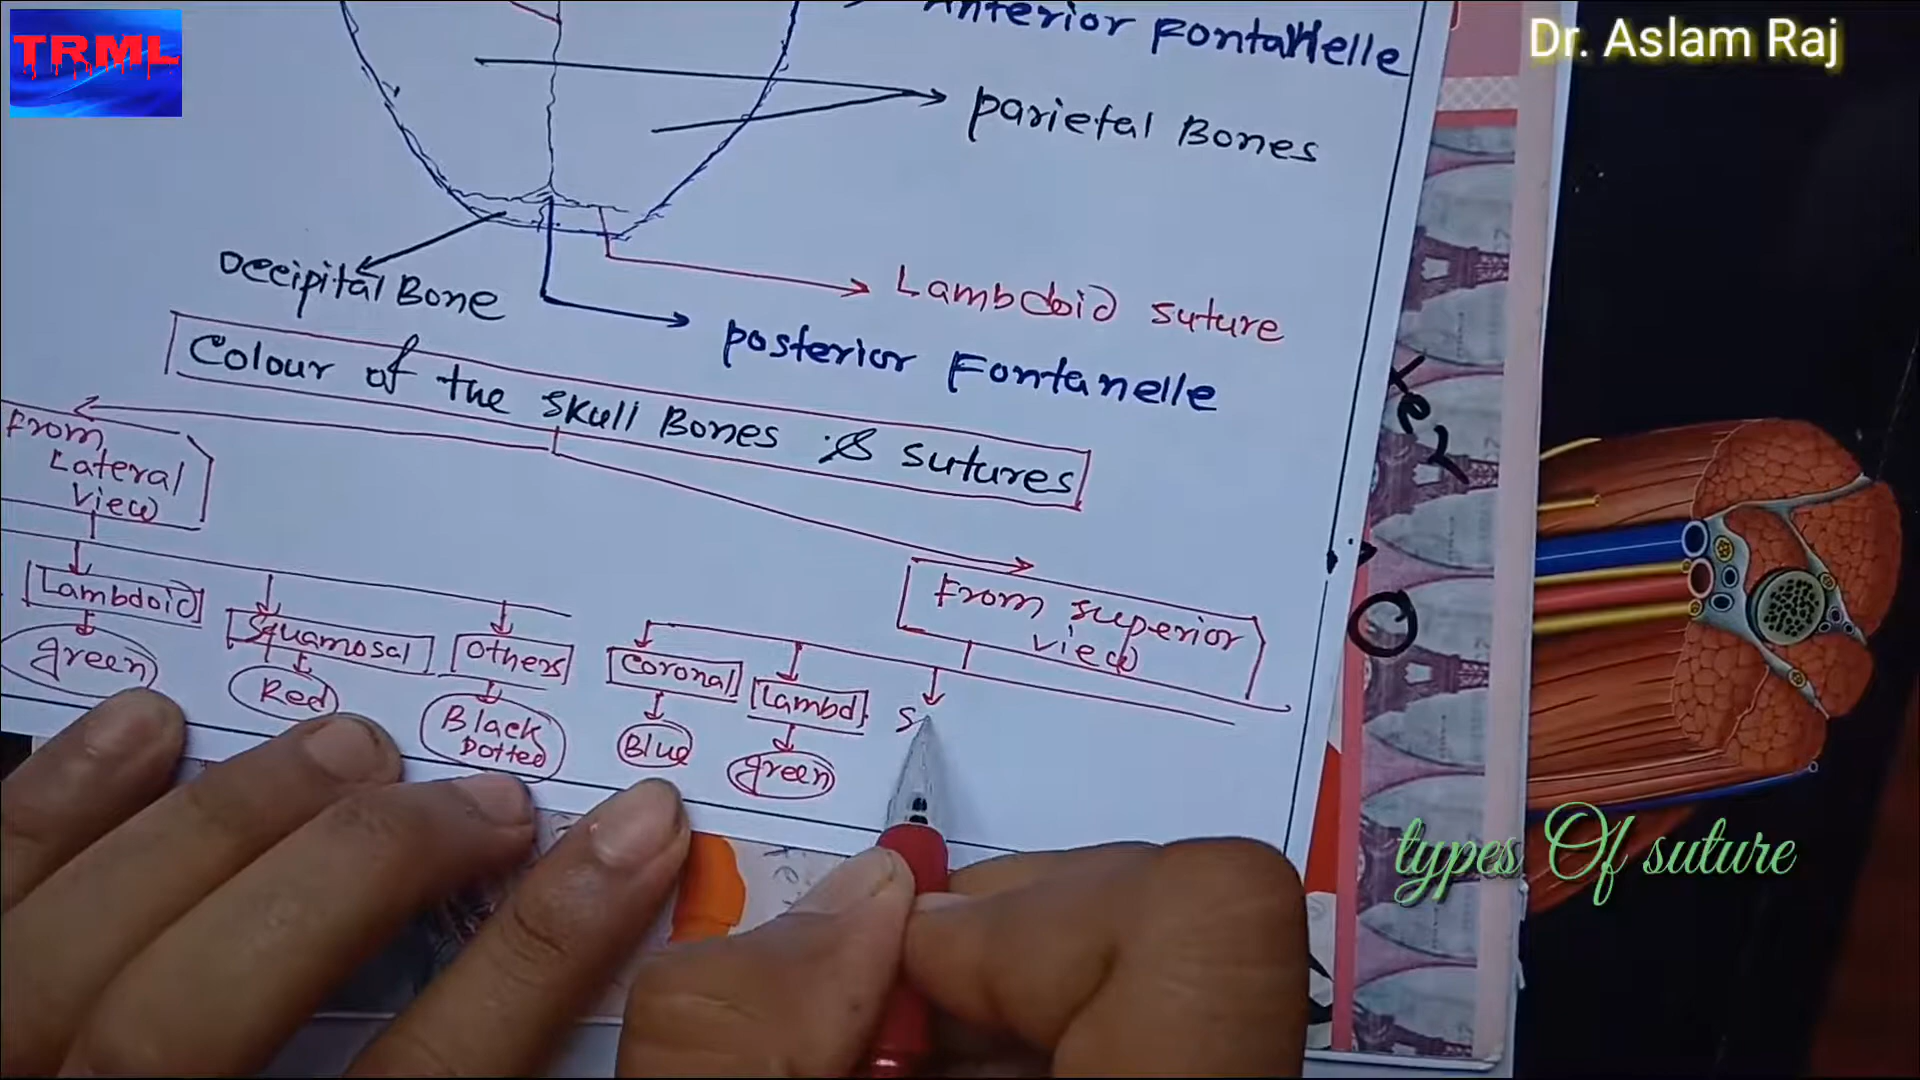 TRML
Dr. Aslam Raj
Anterior Fontanelle
parietal Bones
Occipital Bone
Lambdoid suture
posterior Fontanelle
Colour of the skull Bones & sutures
From
Lateral
view
From superior
view
Lambdoid
Squamosal
Others
Coronal
Lambd.
S
green
Red
Black
Dotted
Blue
green
types Of suture